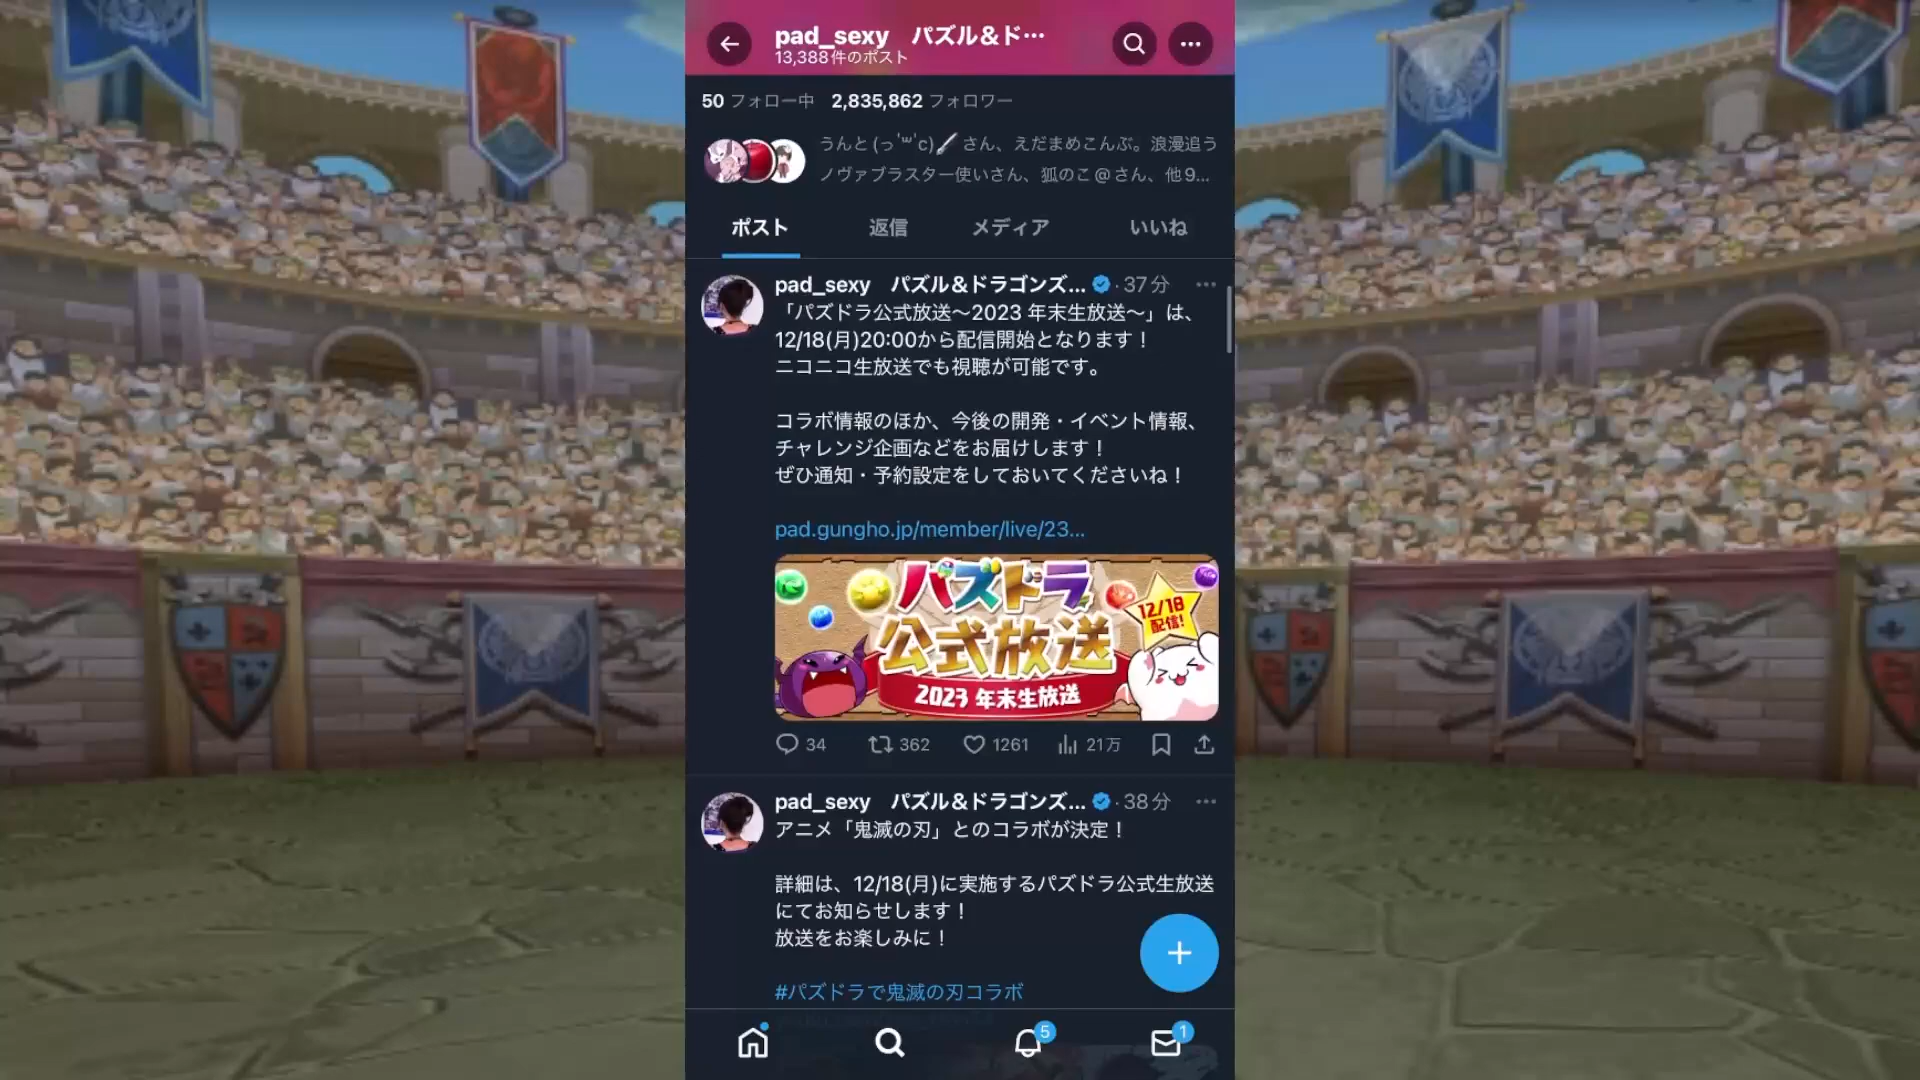 pad_sexy パズル&ド…
13,388件のポスト
50 フォロー中 2,835,862 フォロワー
うんと(っ'꒳'c)🖌さん、えだまめこんぶ。浪漫追う
ノヴァブラスター使いさん、狐のこ@さん、他9...
ポスト 返信 メディア いいね
pad_sexy パズル&ドラゴンズ... · 37分
「パズドラ公式放送〜2023 年末生放送〜」は、
12/18(月)20:00から配信開始となります！
ニコニコ生放送でも視聴が可能です。
コラボ情報のほか、今後の開発・イベント情報、
チャレンジ企画などをお届けします！
ぜひ通知・予約設定をしておいてくださいね！
pad.gungho.jp/member/live/23...
パズドラ
公式放送
12/18
配信!
2023 年末生放送
34 362 1261 21万
pad_sexy パズル&ドラゴンズ... · 38分
アニメ「鬼滅の刃」とのコラボが決定！
詳細は、12/18(月)に実施するパズドラ公式生放送
にてお知らせします！
放送をお楽しみに！
#パズドラで鬼滅の刃コラボ
5 1